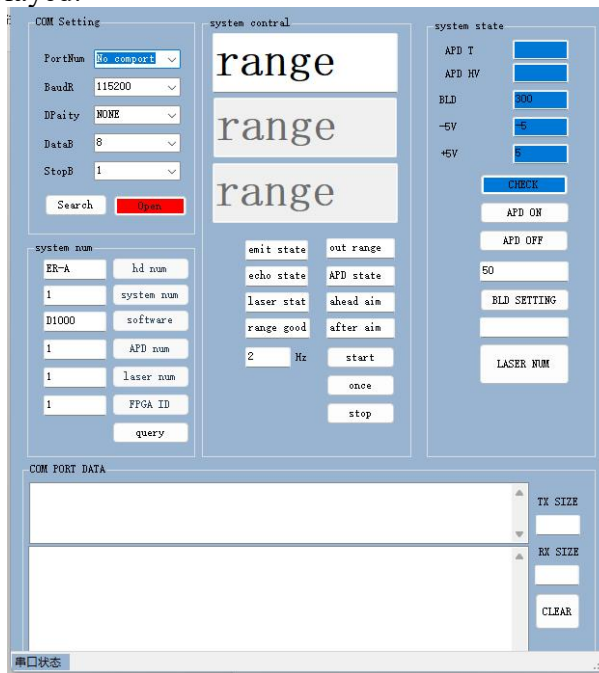 layed.
COM Setting
PortNum No comport
BaudR 115200
DPaity NONE
DataB 8
StopB 1
Search Open
system num
ER-A hd num
1 system num
D1000 software
1 APD num
1 laser num
1 FPGA ID
query
system contral
range
range
range
emit state out range
echo state APD state
laser stat ahead aim
range good after aim
2 Hz start
once
stop
system state
APD T
APD HV
BLD 300
-5V -5
+5V 5
CHECK
APD ON
APD OFF
50
BLD SETTING
LASER NUM
COM PORT DATA
TX SIZE
RX SIZE
CLEAR
串口状态